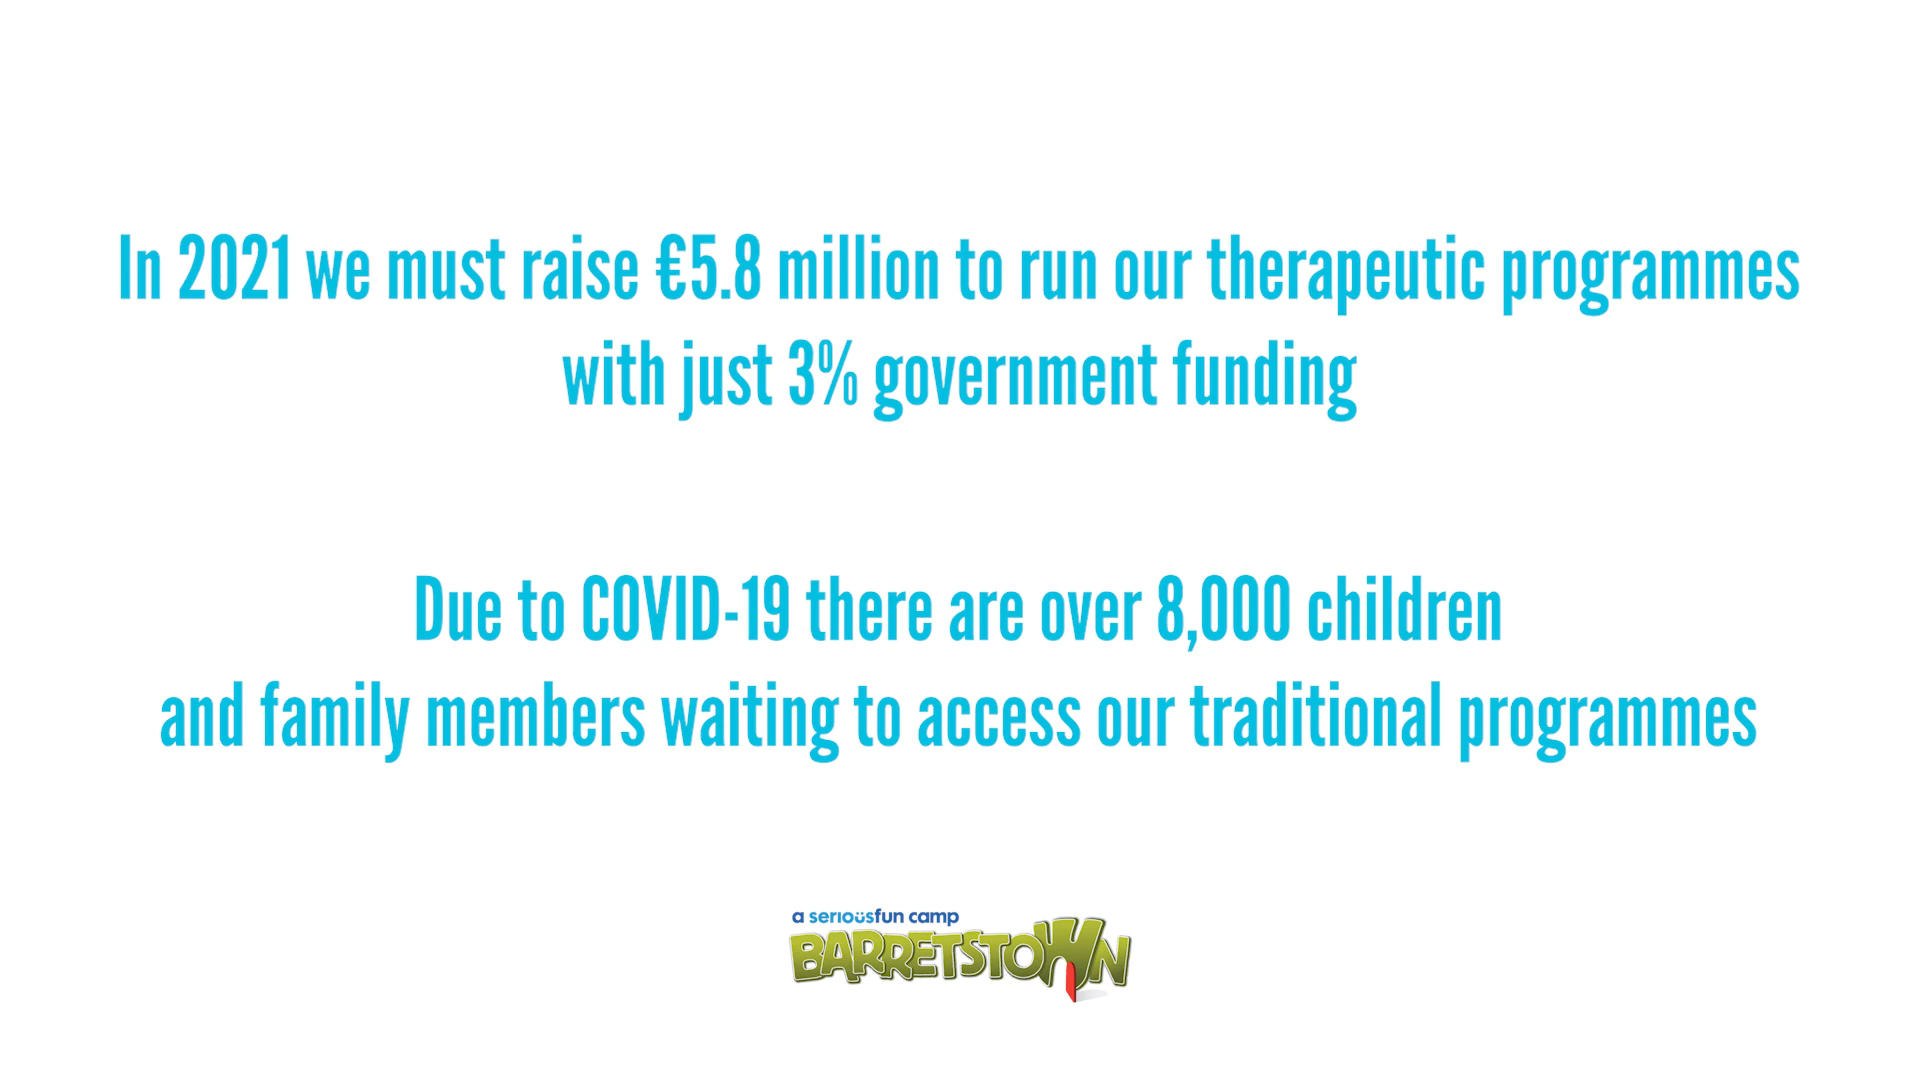 In 2021 we must raise €5.8 million to run our therapeutic programmes
with just 3% government funding
Due to COVID-19 there are over 8,000 children
and family members waiting to access our traditional programmes
a seriousfun camp
BARRETSTOWN